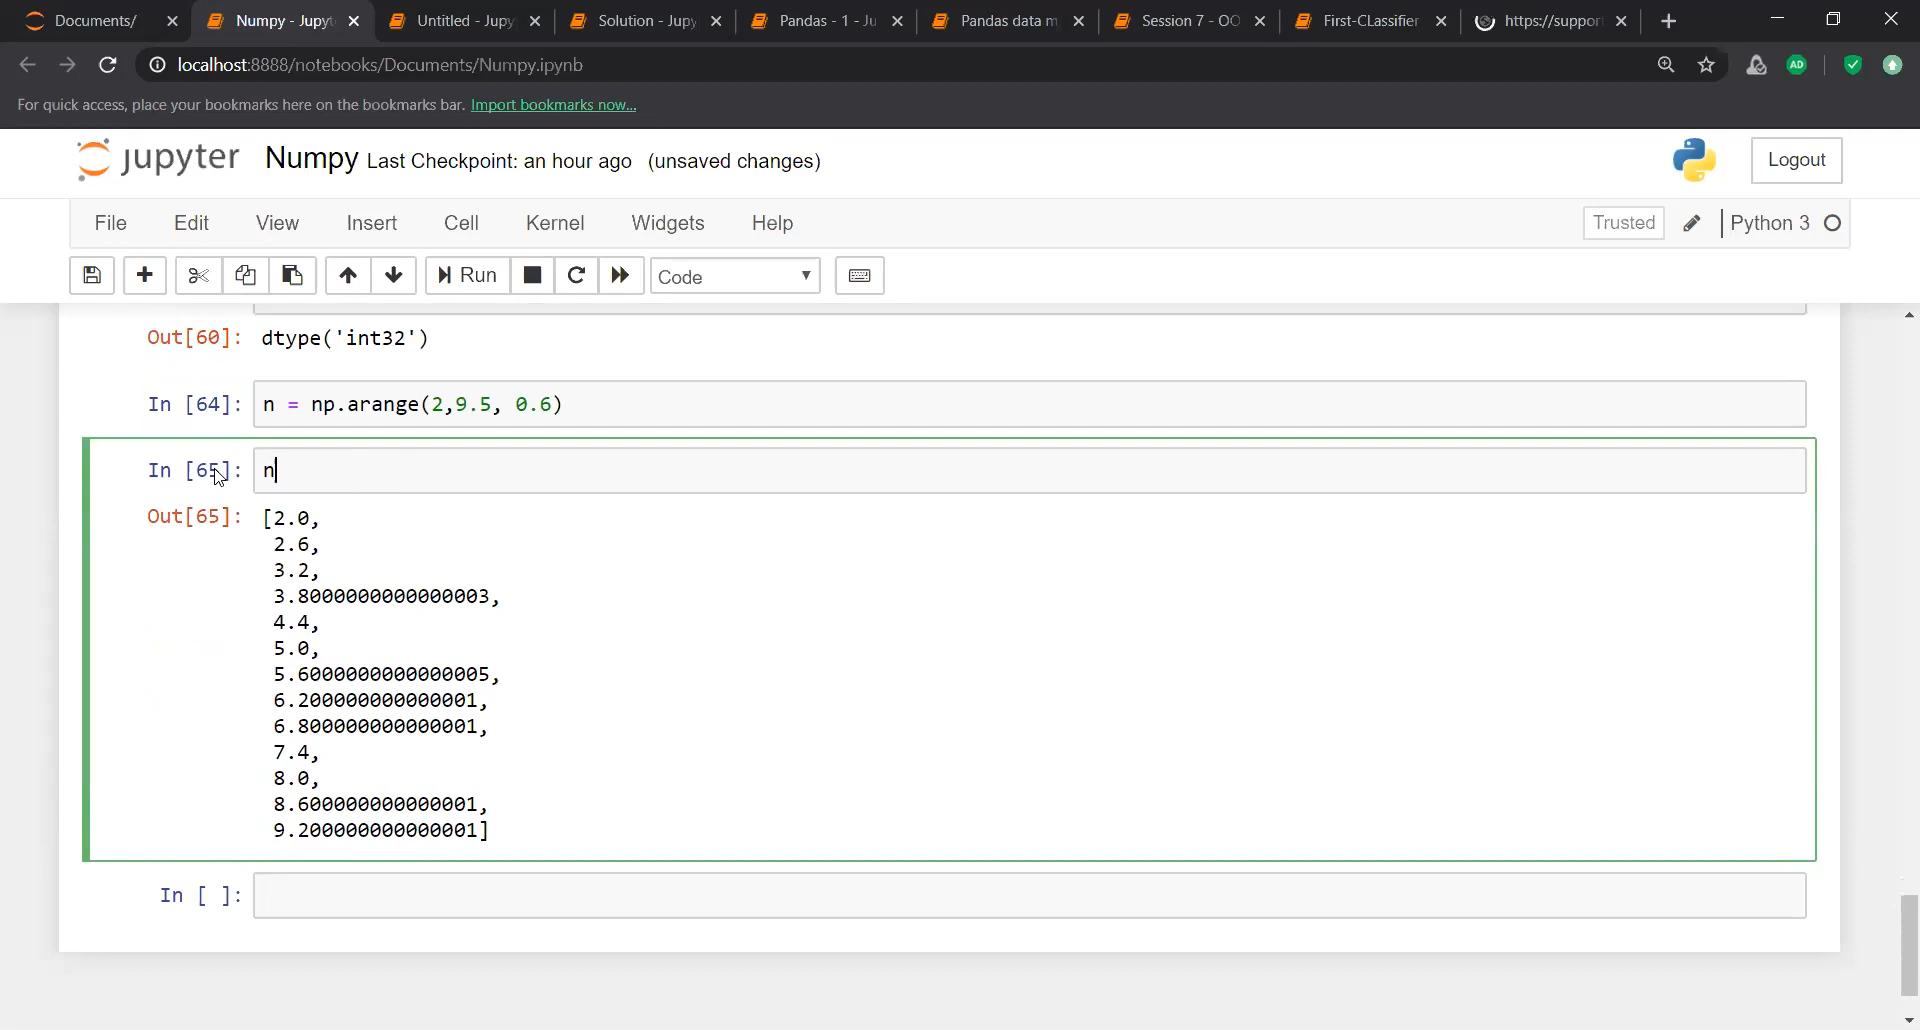 Documents/
Numpy - Jupyt
Untitled - Jupy
Solution - Jupy
Pandas - 1 - Ju
Pandas data m
Session 7 - OO
First-CLassifier
https://suppor
localhost:8888/notebooks/Documents/Numpy.ipynb
AD
For quick access, place your bookmarks here on the bookmarks bar. Import bookmarks now...
jupyter Numpy Last Checkpoint: an hour ago (unsaved changes)
Logout
File Edit View Insert Cell Kernel Widgets Help
Trusted
Python 3
Run
Code
Out[60]: dtype('int32')
In [64]: n = np.arange(2,9.5, 0.6)
In [65]: n
Out[65]: [2.0,
2.6,
3.2,
3.8000000000000003,
4.4,
5.0,
5.6000000000000005,
6.200000000000001,
6.800000000000001,
7.4,
8.0,
8.600000000000001,
9.200000000000001]
In [ ]: